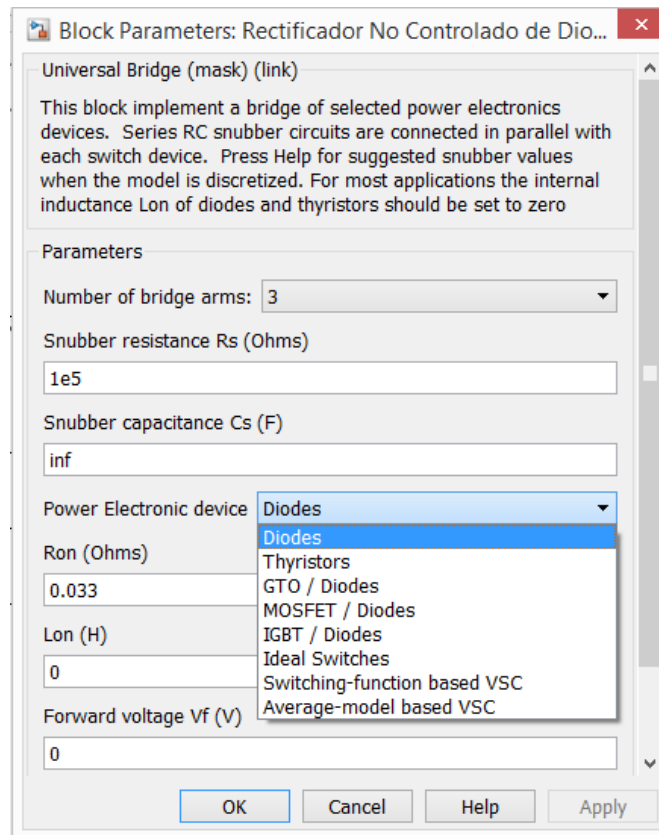 Block Parameters: Rectificador No Controlado de Dio...
Universal Bridge (mask) (link)
This block implement a bridge of selected power electronics
devices.  Series RC snubber circuits are connected in parallel with
each switch device.  Press Help for suggested snubber values
when the model is discretized. For most applications the internal
inductance Lon of diodes and thyristors should be set to zero
Parameters
Number of bridge arms: 3
Snubber resistance Rs (Ohms)
1e5
Snubber capacitance Cs (F)
inf
Power Electronic device Diodes
Diodes
Thyristors
GTO / Diodes
MOSFET / Diodes
IGBT / Diodes
Ideal Switches
Switching-function based VSC
Average-model based VSC
Ron (Ohms)
0.033
Lon (H)
0
Forward voltage Vf (V)
0
OK Cancel Help Apply